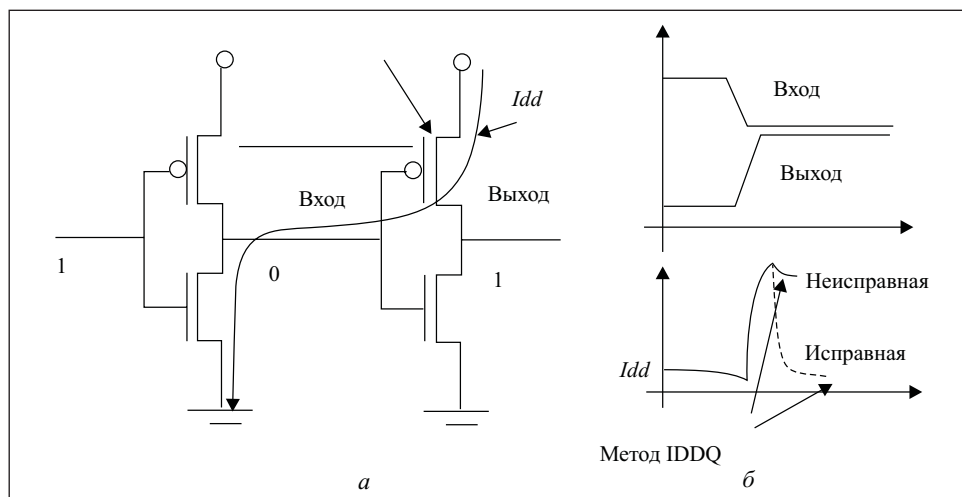 Idd
Вход
Выход
1
0
1
а
Вход
Выход
Неисправная
Исправная
Idd
Метод IDDQ
б